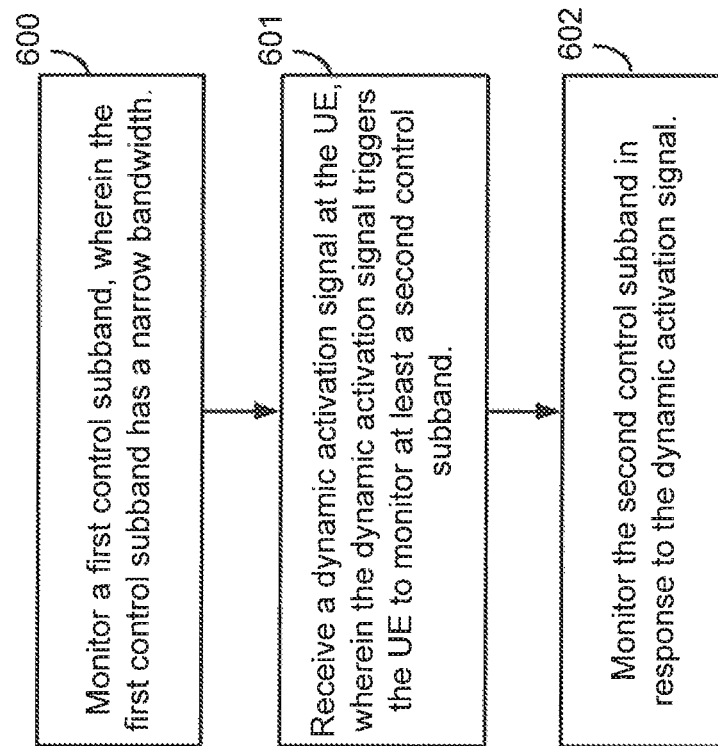 600
Monitor a first control subband, wherein the
first control subband has a narrow bandwidth.
601
Receive a dynamic activation signal at the UE,
wherein the dynamic activation signal triggers
the UE to monitor at least a second control
subband.
602
Monitor the second control subband in
response to the dynamic activation signal.